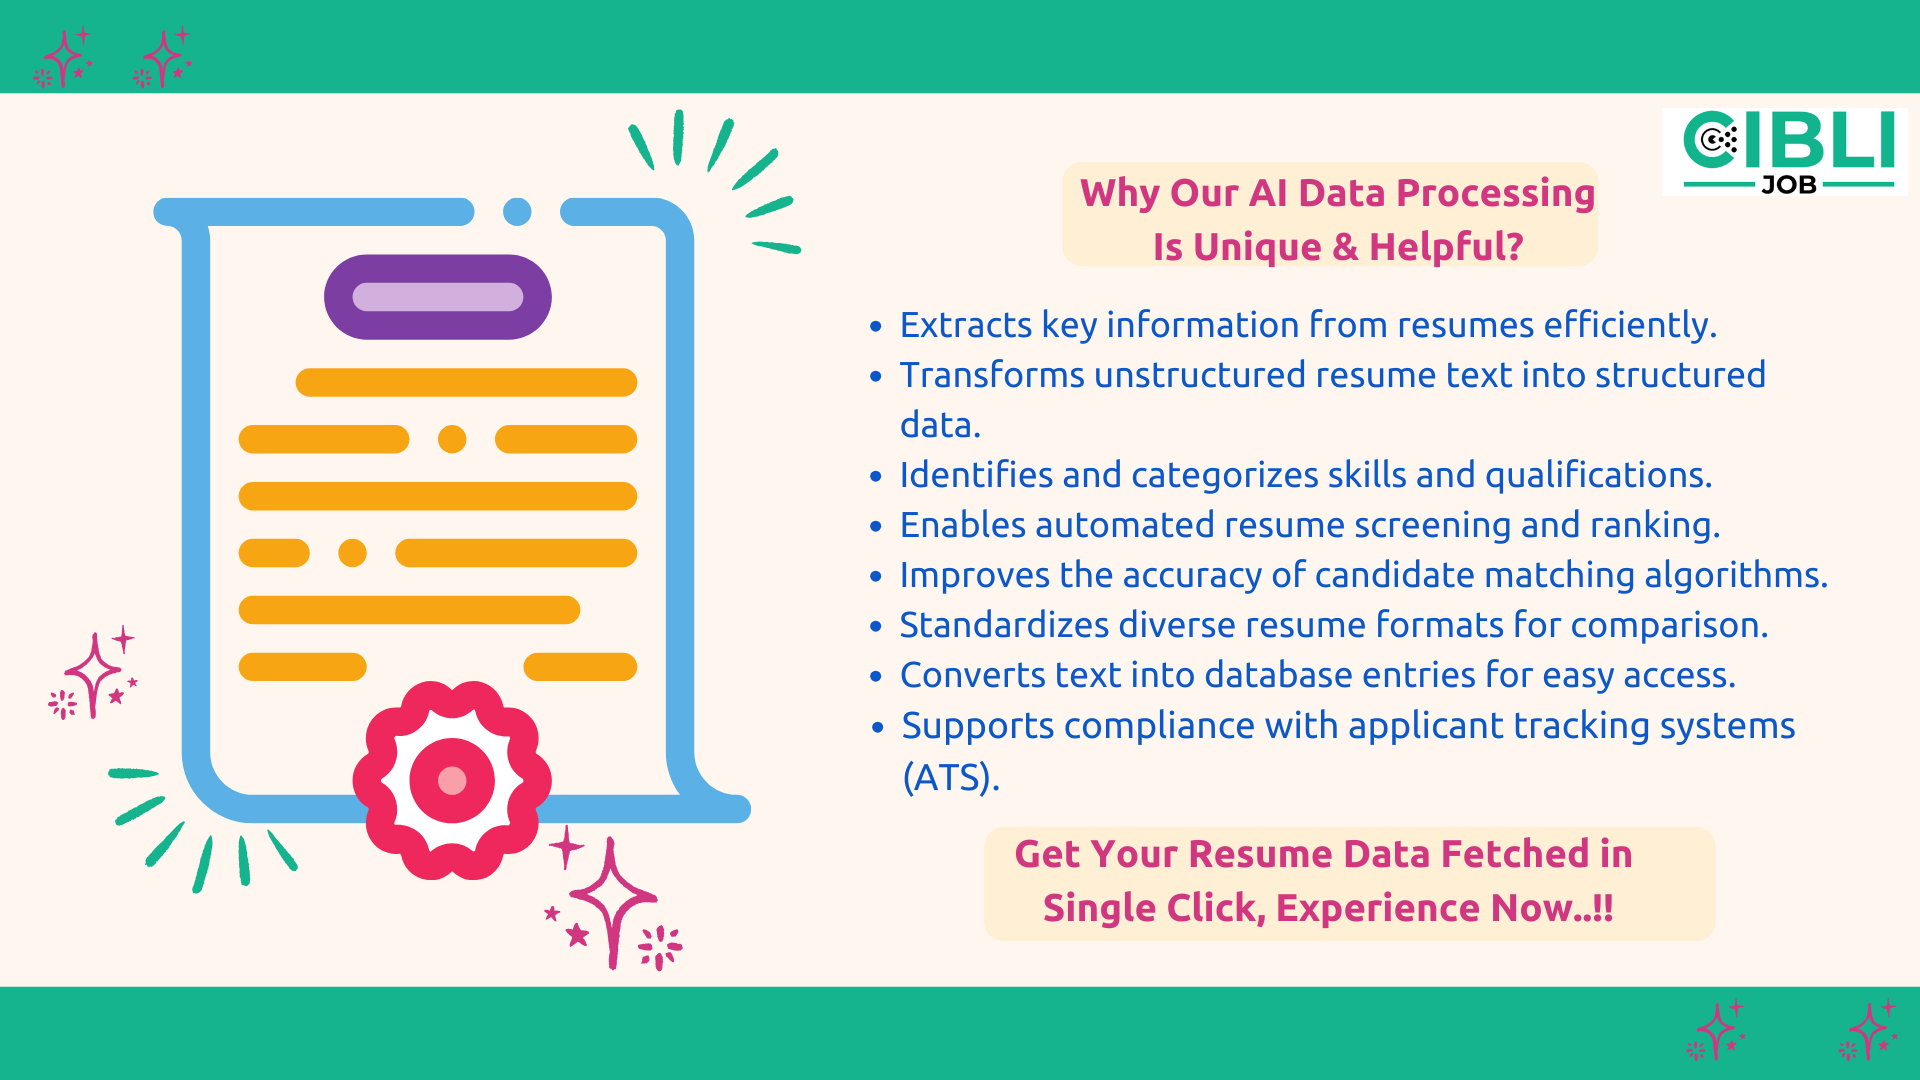 CIBLI
JOB
Why Our AI Data Processing
Is Unique & Helpful?
• Extracts key information from resumes efficiently.
• Transforms unstructured resume text into structured
data.
• Identifies and categorizes skills and qualifications.
• Enables automated resume screening and ranking.
• Improves the accuracy of candidate matching algorithms.
• Standardizes diverse resume formats for comparison.
• Converts text into database entries for easy access.
• Supports compliance with applicant tracking systems
(ATS).
Get Your Resume Data Fetched in
Single Click, Experience Now..!!